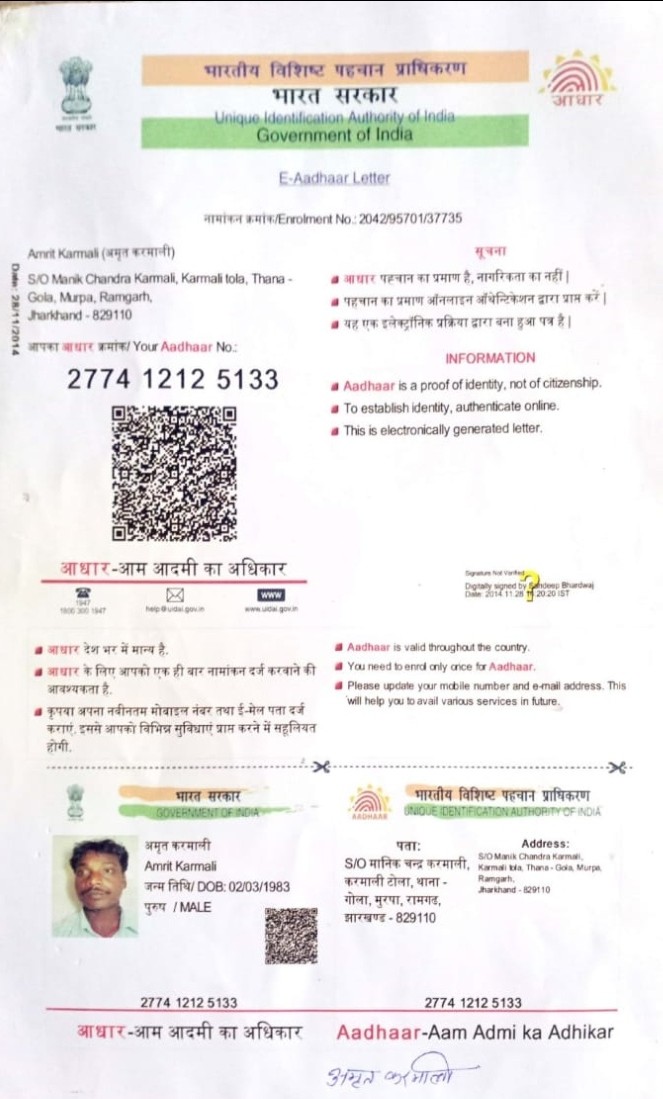 भारतीय विशिष्ट पहचान प्राधिकरण
भारत सरकार
Unique Identification Authority of India
Government of India
भारत सरकार
आधार
E-Aadhaar Letter
नामांकन क्रमांक/Enrolment No.: 2042/95701/37735
Date: 28/11/2014
Amrit Karmali (अमृत करमाली)
S/O Manik Chandra Karmali, Karmali tola, Thana -
Gola, Murpa, Ramgarh,
Jharkhand - 829110
आपका आधार क्रमांक/ Your Aadhaar No.:
2774 1212 5133
सूचना
आधार पहचान का प्रमाण है, नागरिकता का नहीं |
पहचान का प्रमाण ऑनलाइन ऑथेन्टिकेशन द्वारा प्राप्त करें |
यह एक इलेक्ट्रॉनिक प्रक्रिया द्वारा बना हुआ पत्र है |
INFORMATION
Aadhaar is a proof of identity, not of citizenship.
To establish identity, authenticate online.
This is electronically generated letter.
आधार-आम आदमी का अधिकार
1947
1800 300 1947
help@uidai.gov.in
WWW
www.uidai.gov.in
Signature Not Verified
Digitally signed by Sandeep Bhardwaj
Date: 2014.11.28 20:20 IST
आधार देश भर में मान्य है.
आधार के लिए आपको एक ही बार नामांकन दर्ज करवाने की
आवश्यकता है.
कृपया अपना नवीनतम मोबाइल नंबर तथा ई-मेल पता दर्ज
कराएं. इससे आपको विभिन्न सुविधाएं प्राप्त करने में सहूलियत
होगी.
Aadhaar is valid throughout the country.
You need to enrol only once for Aadhaar.
Please update your mobile number and e-mail address. This
will help you to avail various services in future.
भारत सरकार
GOVERNMENT OF INDIA
अमृत करमाली
Amrit Karmali
जन्म तिथि/ DOB: 02/03/1983
पुरुष / MALE
2774 1212 5133
आधार-आम आदमी का अधिकार
AADHAAR
भारतीय विशिष्ट पहचान प्राधिकरण
UNIQUE IDENTIFICATION AUTHORITY OF INDIA
पता:
S/O मानिक चन्द्र करमाली,
करमाली टोला, थाना -
गोला, मुरपा, रामगढ,
झारखण्ड - 829110
Address:
S/O Manik Chandra Karmali,
Karmali tola, Thana - Gola, Murpa,
Ramgarh,
Jharkhand - 829110
2774 1212 5133
Aadhaar-Aam Admi ka Adhikar
अमृत करमाली